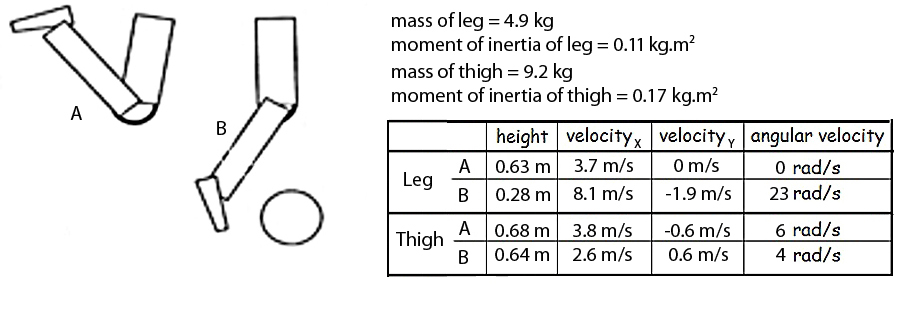 mass of leg = 4.9 kg
moment of inertia of leg = 0.11 kg.m²
mass of thigh = 9.2 kg
moment of inertia of thigh = 0.17 kg.m²
A
B
height velocity X velocity Y angular velocity
Leg A 0.63 m 3.7 m/s 0 m/s 0 rad/s
B 0.28 m 8.1 m/s -1.9 m/s 23 rad/s
Thigh A 0.68 m 3.8 m/s -0.6 m/s 6 rad/s
B 0.64 m 2.6 m/s 0.6 m/s 4 rad/s